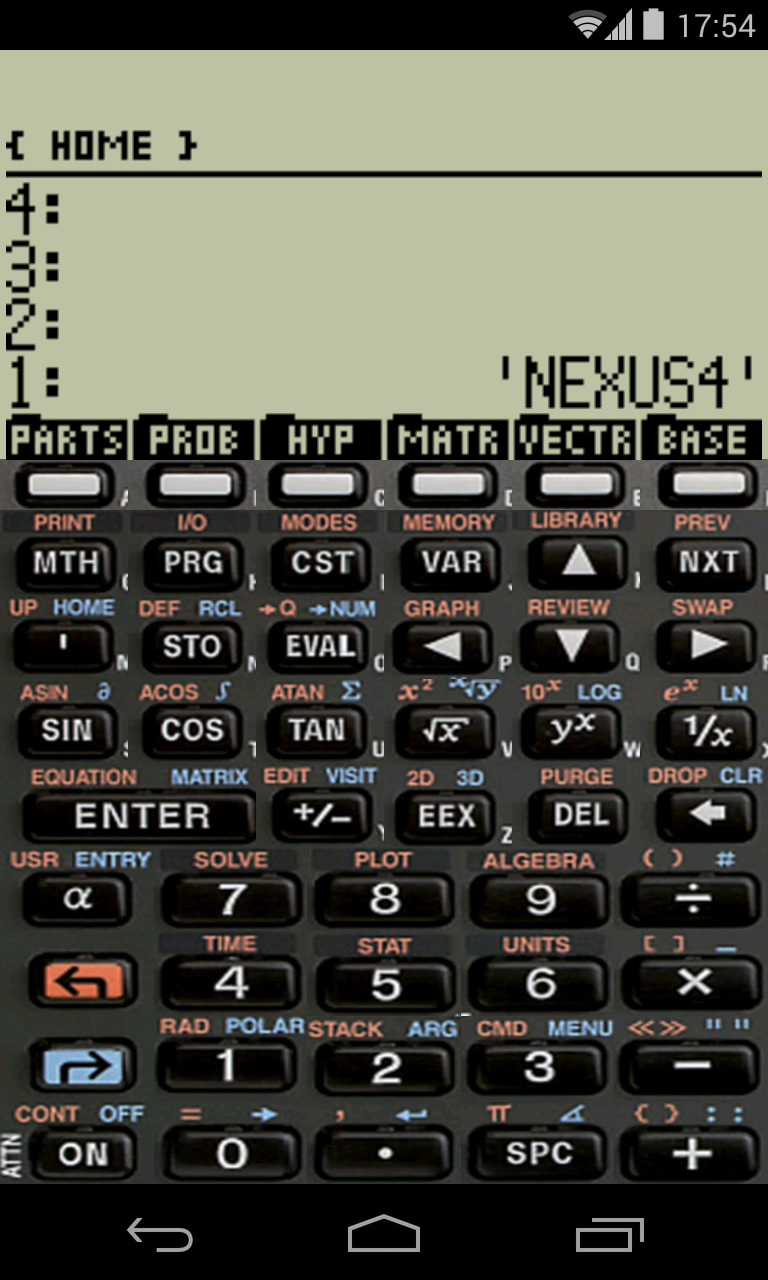 17:54
{ HOME }
4:
3:
2:
1: 'NEXUS4'
PARTS PROB HYP MATR VECTR BASE
PRINT I/O MODES MEMORY LIBRARY PREV
MTH PRG CST VAR ▲ NXT
UP HOME DEF RCL →Q →NUM GRAPH REVIEW SWAP
' STO EVAL ◀ ▼ ▶
P Q
ASIN ∂ ACOS ∫ ATAN Σ x² ˣ√y 10ˣ LOG eˣ LN
SIN COS TAN √x yˣ 1/x
EQUATION MATRIX EDIT VISIT 2D 3D PURGE DROP CLR
ENTER +/− EEX DEL ←
Z
USR ENTRY SOLVE PLOT ALGEBRA ( ) #
α 7 8 9 ÷
TIME STAT UNITS [ ] _
4 5 6 ×
RAD POLAR STACK ARG CMD MENU «» " "
1 2 3 −
CONT OFF = → , ↵ π ∡ { } : :
ATTN ON 0 . SPC +